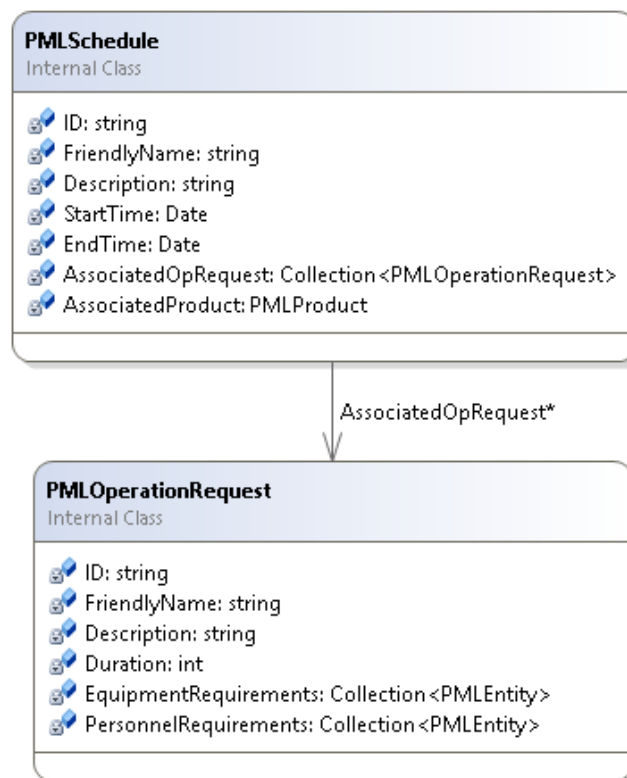 PMLSchedule
Internal Class
ID: string
FriendlyName: string
Description: string
StartTime: Date
EndTime: Date
AssociatedOpRequest: Collection<PMLOperationRequest>
AssociatedProduct: PMLProduct
AssociatedOpRequest*
PMLOperationRequest
Internal Class
ID: string
FriendlyName: string
Description: string
Duration: int
EquipmentRequirements: Collection<PMLEntity>
PersonnelRequirements: Collection<PMLEntity>